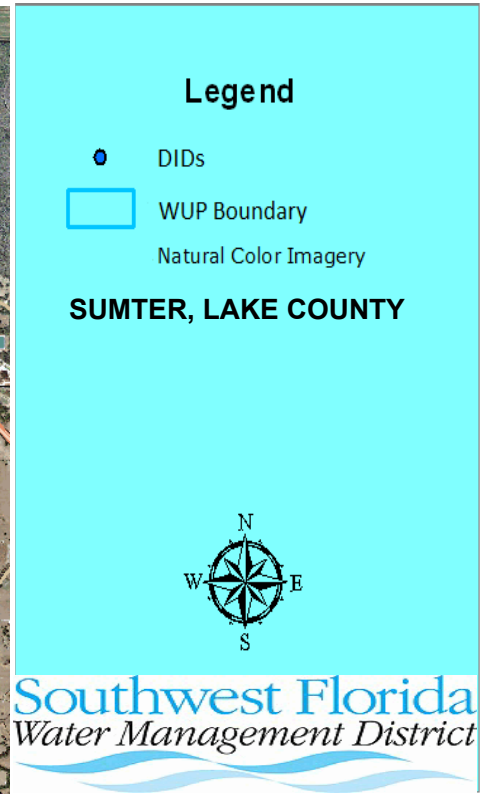 Legend
DIDs
WUP Boundary
Natural Color Imagery
SUMTER, LAKE COUNTY
N
W E
S
Southwest Florida
Water Management District